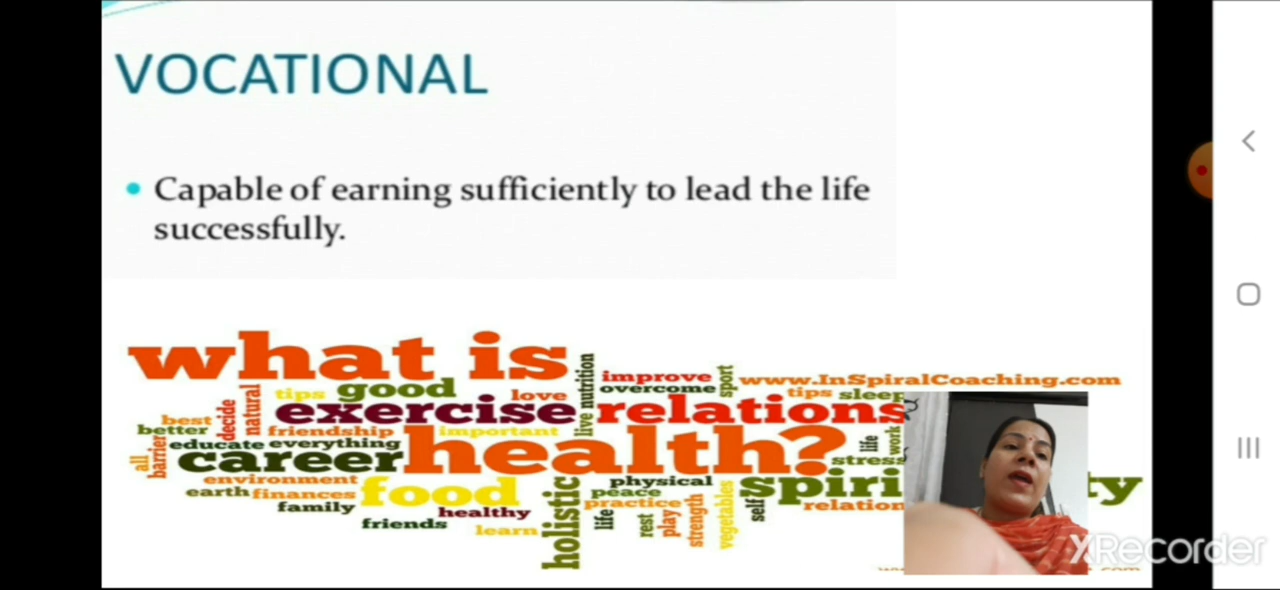 VOCATIONAL
Capable of earning sufficiently to lead the life
successfully.
what is
improve
www.InSpiralCoaching.com
tips good love nutrition overcome sport tips sleep
decide natural exercise live relations
best
better friendship important
educate everything health? life work
all barrier career stress
environment physical
earth finances food peace
family healthy practice self relation
friends learn holistic life rest play strength vegetables
XRecorder